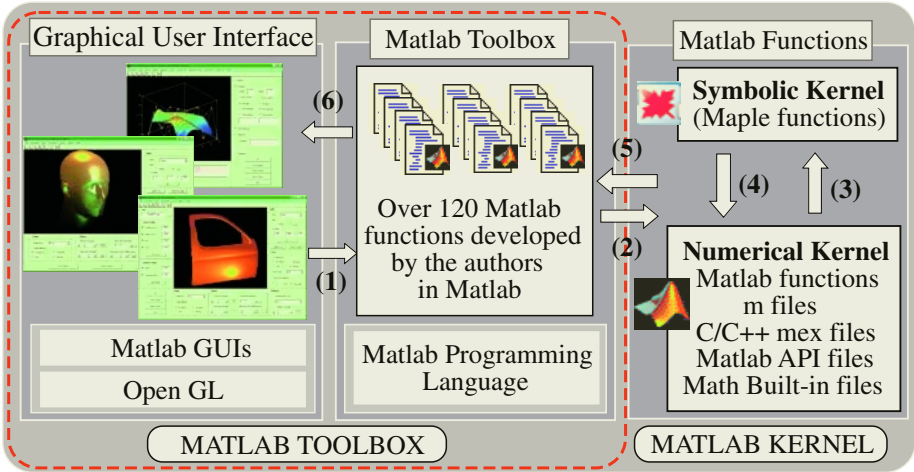 Graphical User Interface
Matlab Toolbox
Matlab Functions
(6)
Symbolic Kernel
(Maple functions)
(5)
(4)
(3)
Over 120 Matlab
functions developed
by the authors
in Matlab
(1)
(2)
Numerical Kernel
Matlab functions
m files
C/C++ mex files
Matlab API files
Math Built-in files
Matlab GUIs
Open GL
Matlab Programming
Language
MATLAB TOOLBOX
MATLAB KERNEL